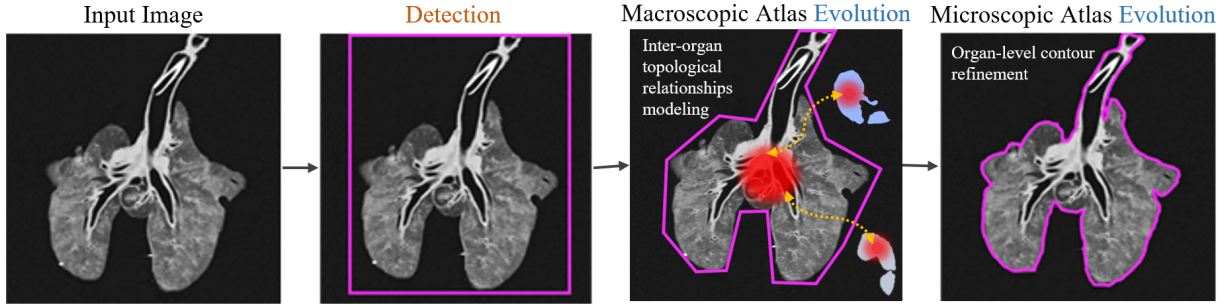 Input Image
Detection
Macroscopic Atlas Evolution
Microscopic Atlas Evolution
Inter-organ
topological
relationships
modeling
Organ-level contour
refinement